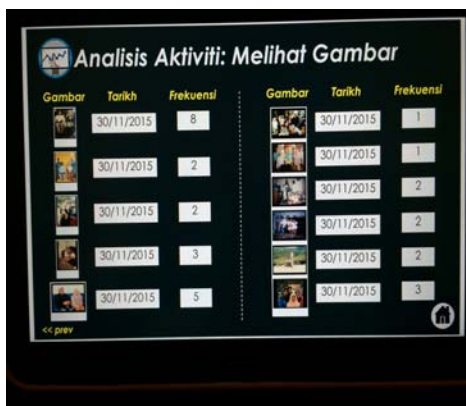 Analisis Aktiviti: Melihat Gambar
Gambar Tarikh Frekuensi
30/11/2015 8
30/11/2015 2
30/11/2015 2
30/11/2015 3
30/11/2015 5
<< prev
Gambar Tarikh Frekuensi
30/11/2015 1
30/11/2015 1
30/11/2015 2
30/11/2015 2
30/11/2015 2
30/11/2015 3